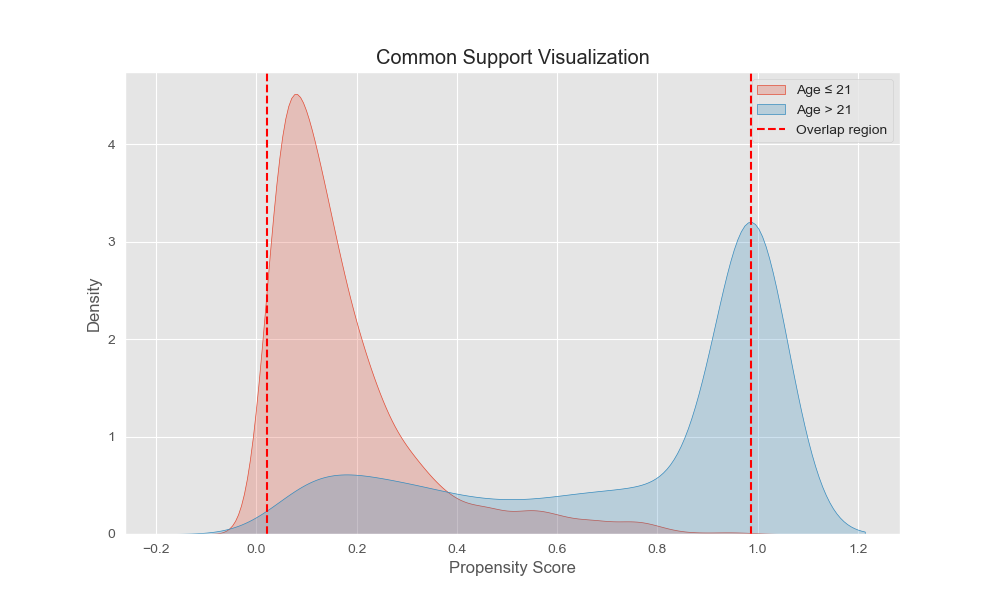 Common Support Visualization
Age ≤ 21
Age > 21
Overlap region
Density
4
3
2
1
0
−0.2
0.0
0.2
0.4
0.6
0.8
1.0
1.2
Propensity Score